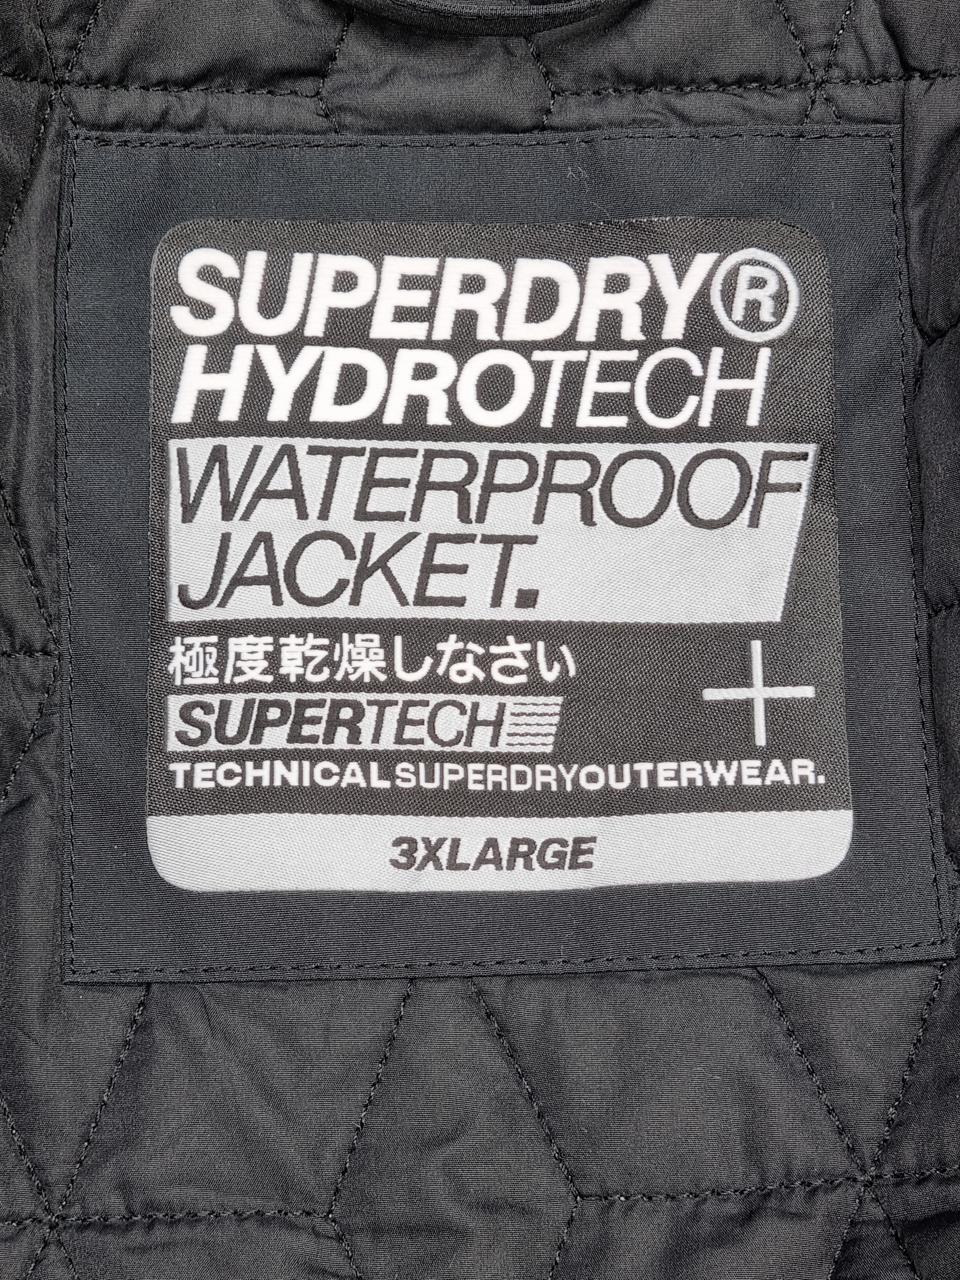 SUPERDRY®
HYDROTECH
WATERPROOF
JACKET.
極度乾燥しなさい
SUPERTECH
TECHNICALSUPERDRYOUTERWEAR.
3XLARGE